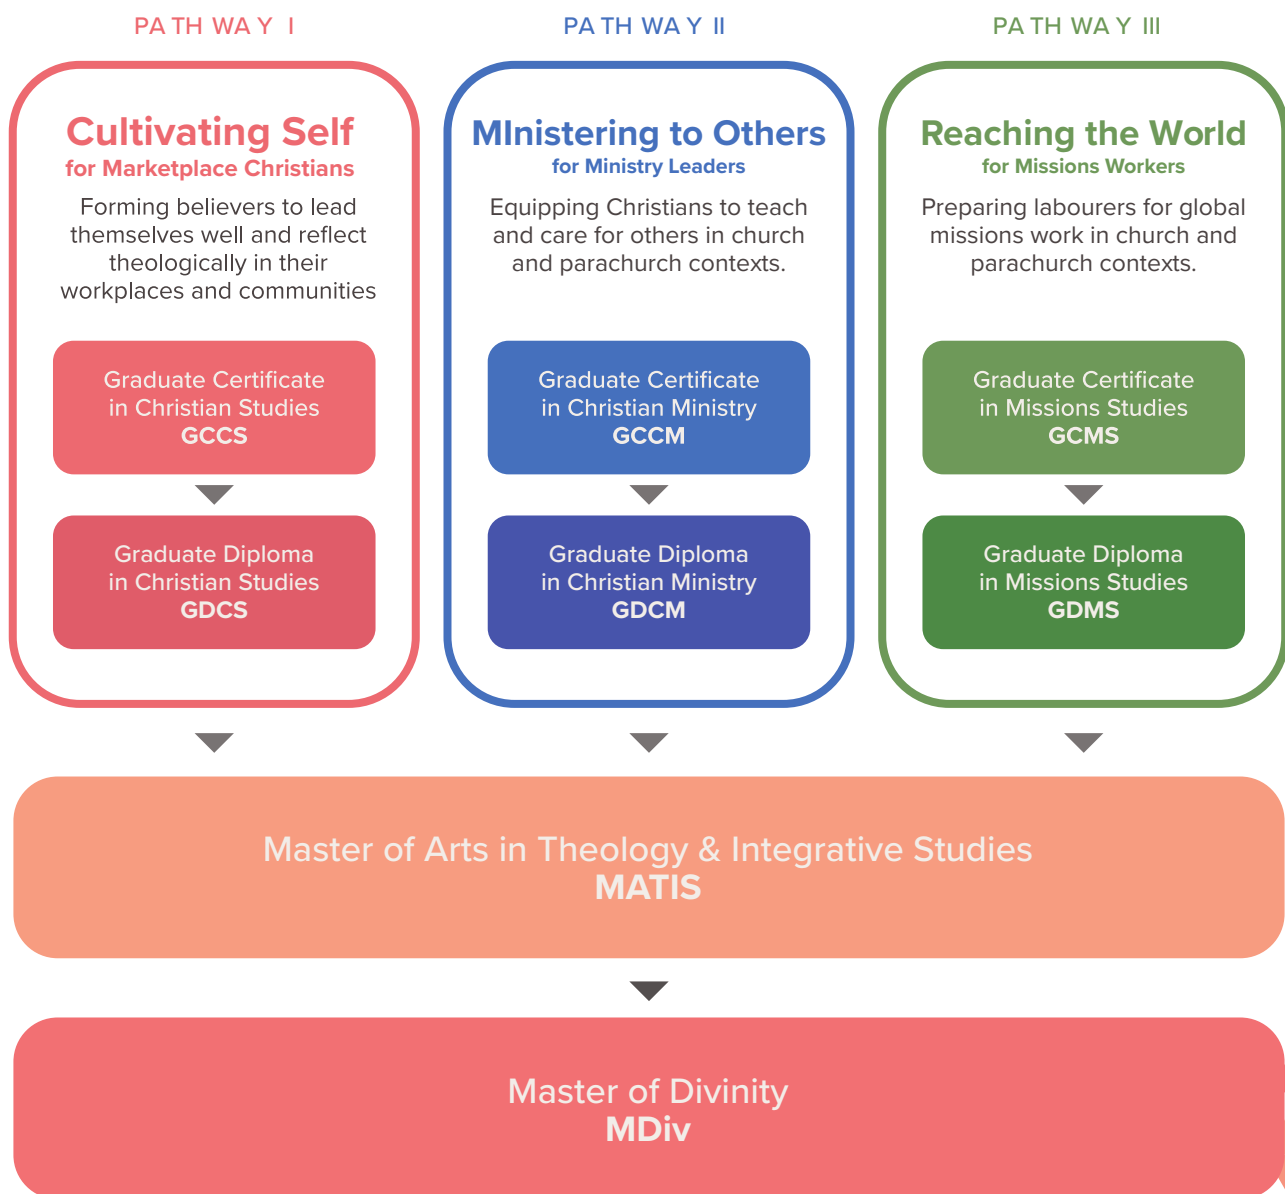 PATHWAY I
Cultivating Self
for Marketplace Christians
Forming believers to lead
themselves well and reflect
theologically in their
workplaces and communities
Graduate Certificate
in Christian Studies
GCCS
Graduate Diploma
in Christian Studies
GDCS
PATHWAY II
MInistering to Others
for Ministry Leaders
Equipping Christians to teach
and care for others in church
and parachurch contexts.
Graduate Certificate
in Christian Ministry
GCCM
Graduate Diploma
in Christian Ministry
GDCM
PATHWAY III
Reaching the World
for Missions Workers
Preparing labourers for global
missions work in church and
parachurch contexts.
Graduate Certificate
in Missions Studies
GCMS
Graduate Diploma
in Missions Studies
GDMS
Master of Arts in Theology & Integrative Studies
MATIS
Master of Divinity
MDiv